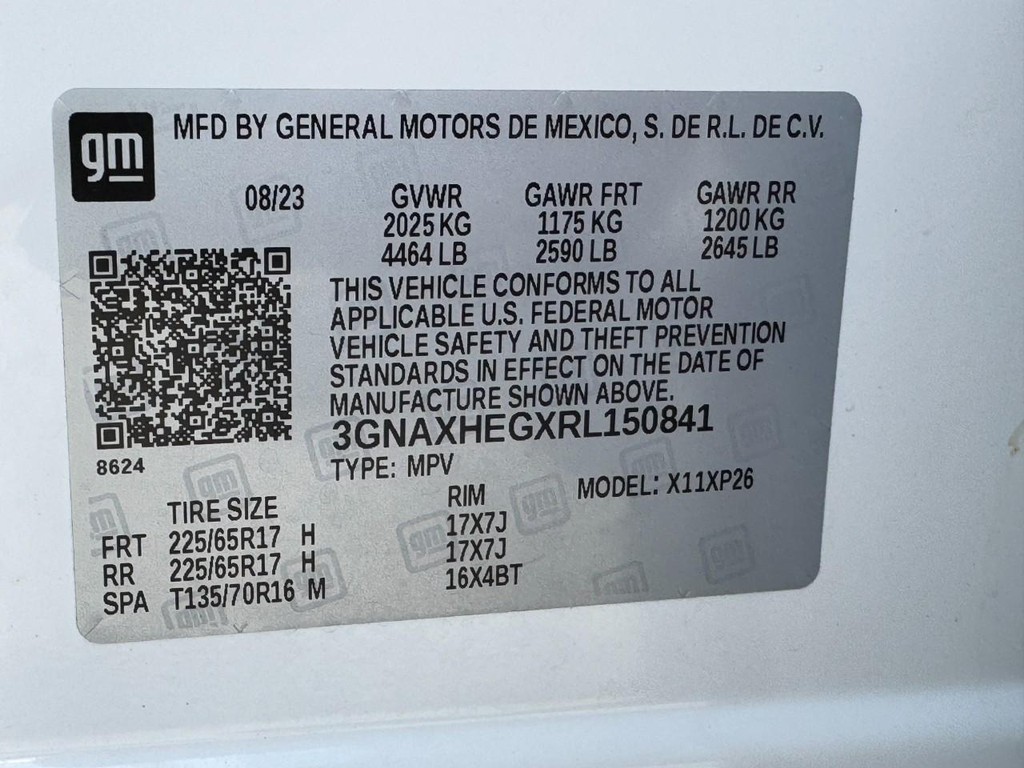 gm
MFD BY GENERAL MOTORS DE MEXICO, S. DE R.L. DE C.V.
08/23 GVWR GAWR FRT GAWR RR
2025 KG 1175 KG 1200 KG
4464 LB 2590 LB 2645 LB
THIS VEHICLE CONFORMS TO ALL
APPLICABLE U.S. FEDERAL MOTOR
VEHICLE SAFETY AND THEFT PREVENTION
STANDARDS IN EFFECT ON THE DATE OF
MANUFACTURE SHOWN ABOVE.
3GNAXHEGXRL150841
8624
TYPE: MPV
TIRE SIZE RIM MODEL: X11XP26
FRT 225/65R17 H 17X7J
RR 225/65R17 H 17X7J
SPA T135/70R16 M 16X4BT